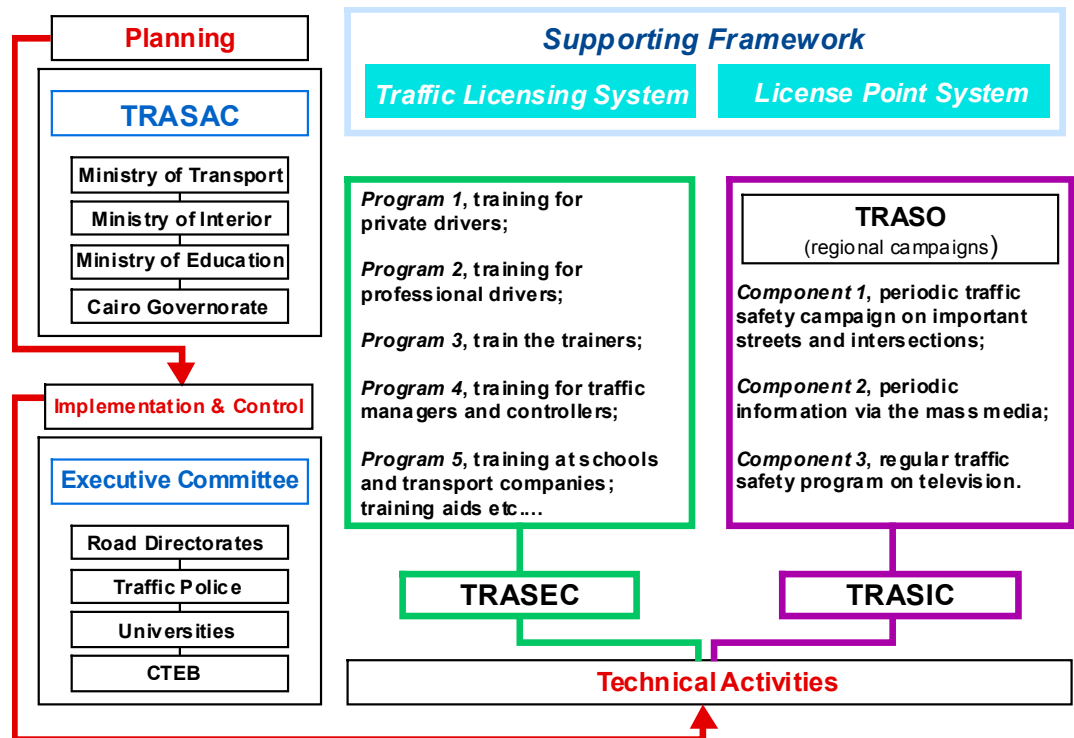 Planning
TRASAC
Ministry of Transport
Ministry of Interior
Ministry of Education
Cairo Governorate
Implementation & Control
Executive Committee
Road Directorates
Traffic Police
Universities
CTEB
Supporting Framework
Traffic Licensing System
License Point System
Program 1, training for
private drivers;
Program 2, training for
professional drivers;
Program 3, train the trainers;
Program 4, training for traffic
managers and controllers;
Program 5, training at schools
and transport companies;
training aids etc....
TRASEC
TRASO
(regional campaigns)
Component 1, periodic traffic
safety campaign on important
streets and intersections;
Component 2, periodic
information via the mass media;
Component 3, regular traffic
safety program on television.
TRASIC
Technical Activities